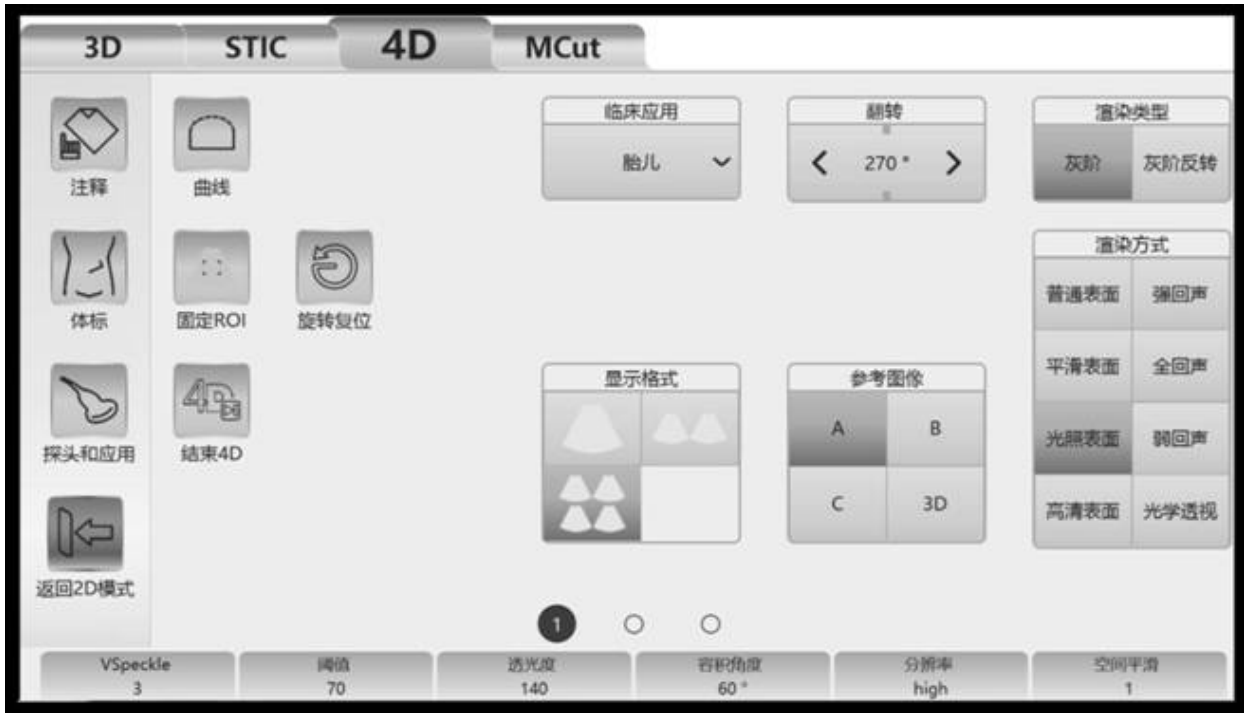 3D STIC 4D MCut
注释
曲线
临床应用
胎儿
翻转
270 °
渲染类型
灰阶 灰阶反转
体标
固定ROI
旋转复位
渲染方式
普通表面 强回声
平滑表面 全回声
光照表面 弱回声
高清表面 光学透视
探头和应用
4D
结束4D
显示格式
参考图像
A B
C 3D
返回2D模式
1
VSpeckle 阈值 透光度 容积角度 分辨率 空间平滑
3 70 140 60 ° high 1